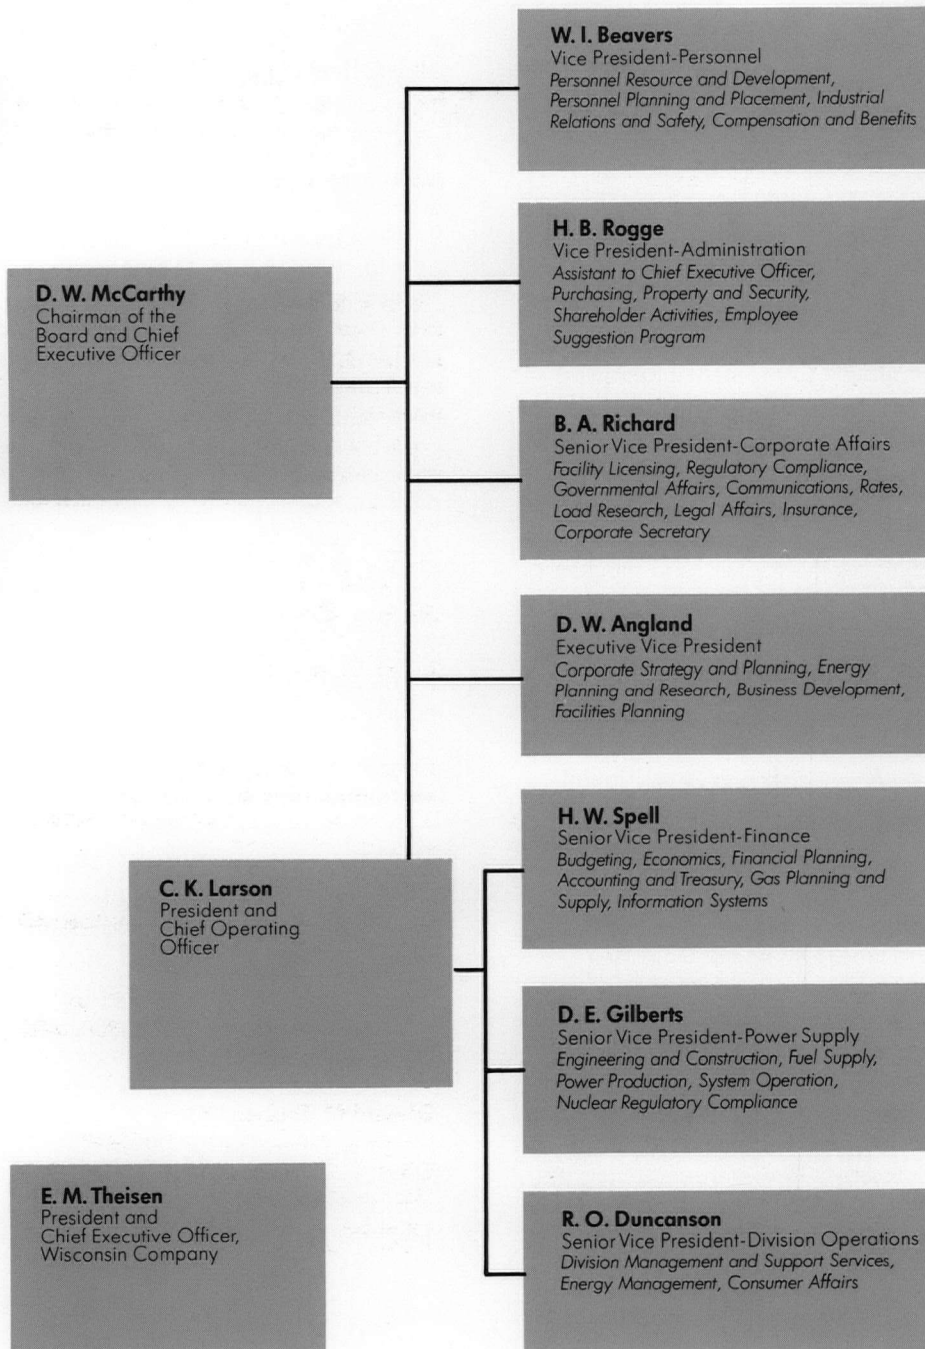 W. I. Beavers
Vice President-Personnel
Personnel Resource and Development,
Personnel Planning and Placement, Industrial
Relations and Safety, Compensation and Benefits
H. B. Rogge
Vice President-Administration
Assistant to Chief Executive Officer,
Purchasing, Property and Security,
Shareholder Activities, Employee
Suggestion Program
D. W. McCarthy
Chairman of the
Board and Chief
Executive Officer
B. A. Richard
Senior Vice President-Corporate Affairs
Facility Licensing, Regulatory Compliance,
Governmental Affairs, Communications, Rates,
Load Research, Legal Affairs, Insurance,
Corporate Secretary
D. W. Angland
Executive Vice President
Corporate Strategy and Planning, Energy
Planning and Research, Business Development,
Facilities Planning
H. W. Spell
Senior Vice President-Finance
Budgeting, Economics, Financial Planning,
Accounting and Treasury, Gas Planning and
Supply, Information Systems
C. K. Larson
President and
Chief Operating
Officer
D. E. Gilberts
Senior Vice President-Power Supply
Engineering and Construction, Fuel Supply,
Power Production, System Operation,
Nuclear Regulatory Compliance
E. M. Theisen
President and
Chief Executive Officer,
Wisconsin Company
R. O. Duncanson
Senior Vice President-Division Operations
Division Management and Support Services,
Energy Management, Consumer Affairs